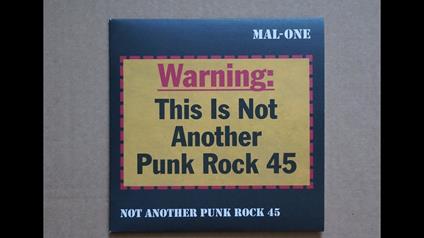 MAL-ONE
Warning:
This Is Not
Another
Punk Rock 45
NOT ANOTHER PUNK ROCK 45